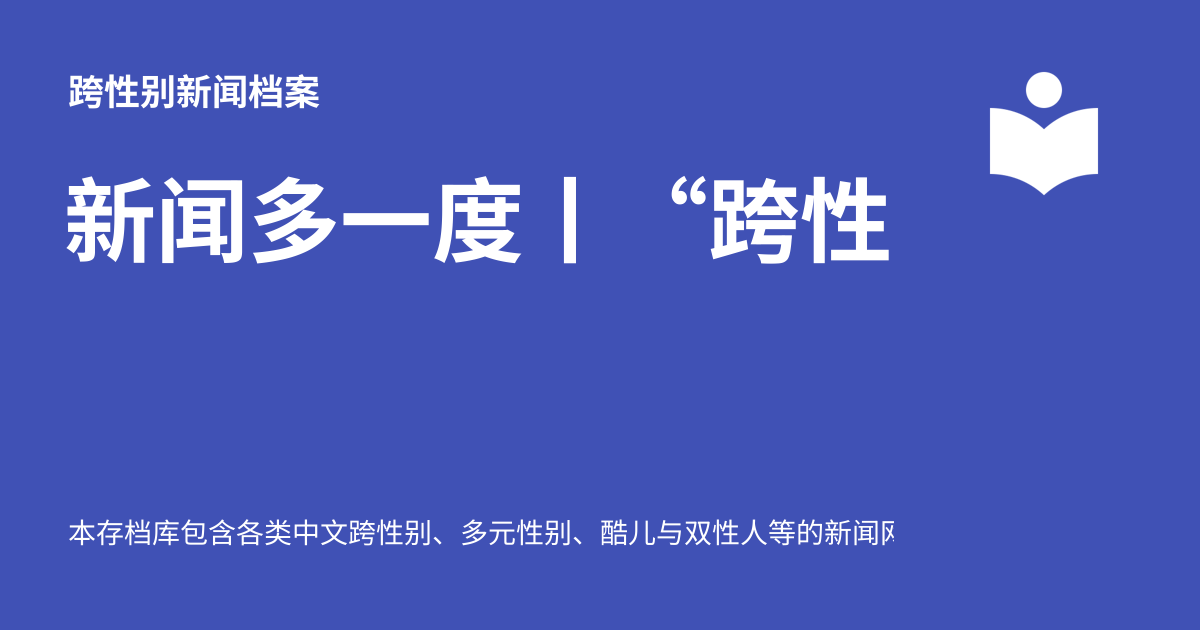 跨性别新闻档案
新闻多一度丨 “跨性
本存档库包含各类中文跨性别、多元性别、酷儿与双性人等的新闻